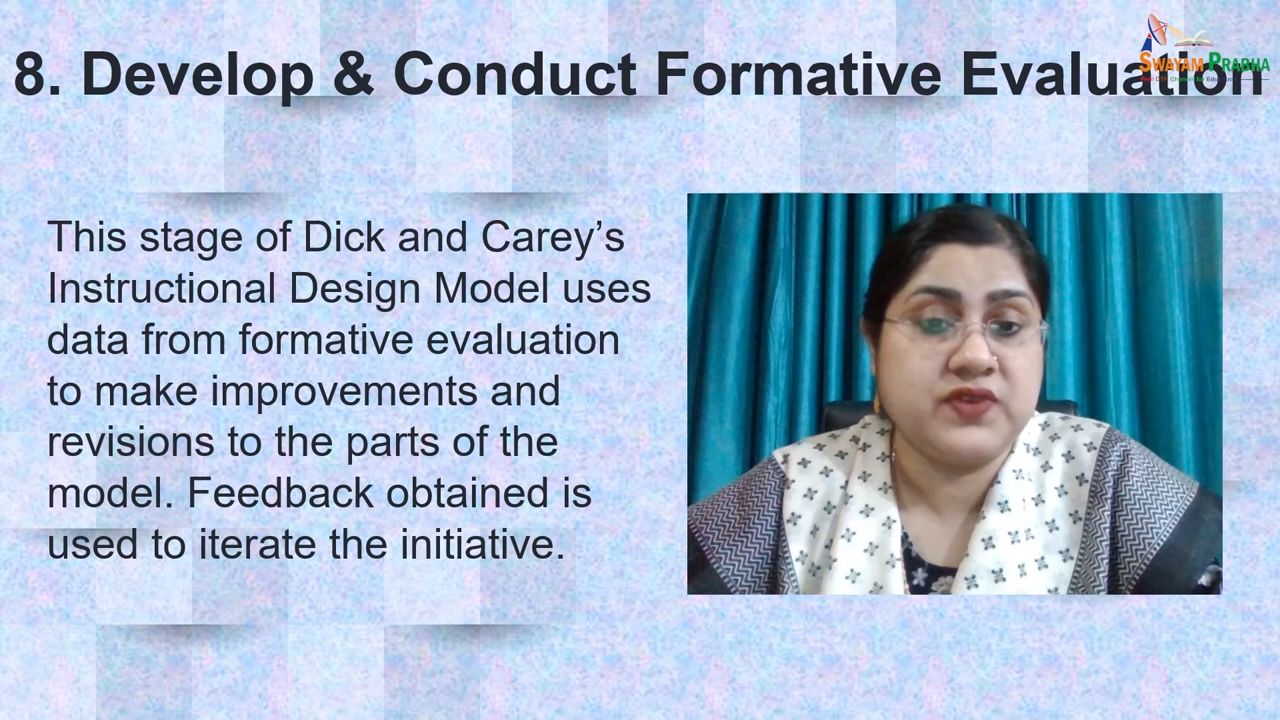 8. Develop & Conduct Formative Evaluation
SWAYAM PRABHA
This stage of Dick and Carey’s
Instructional Design Model uses
data from formative evaluation
to make improvements and
revisions to the parts of the
model. Feedback obtained is
used to iterate the initiative.